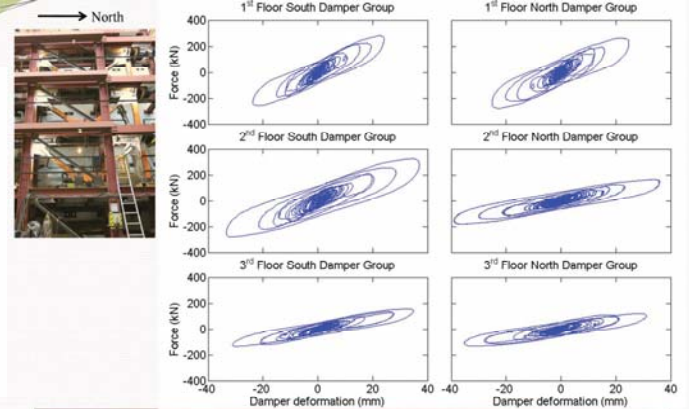 North
1st Floor South Damper Group
400
200
0
-200
-400
Force (kN)
1st Floor North Damper Group
2nd Floor South Damper Group
400
200
0
-200
-400
Force (kN)
2nd Floor North Damper Group
3rd Floor South Damper Group
400
200
0
-200
-400
Force (kN)
-40 -20 0 20 40
Damper deformation (mm)
3rd Floor North Damper Group
-40 -20 0 20 40
Damper deformation (mm)